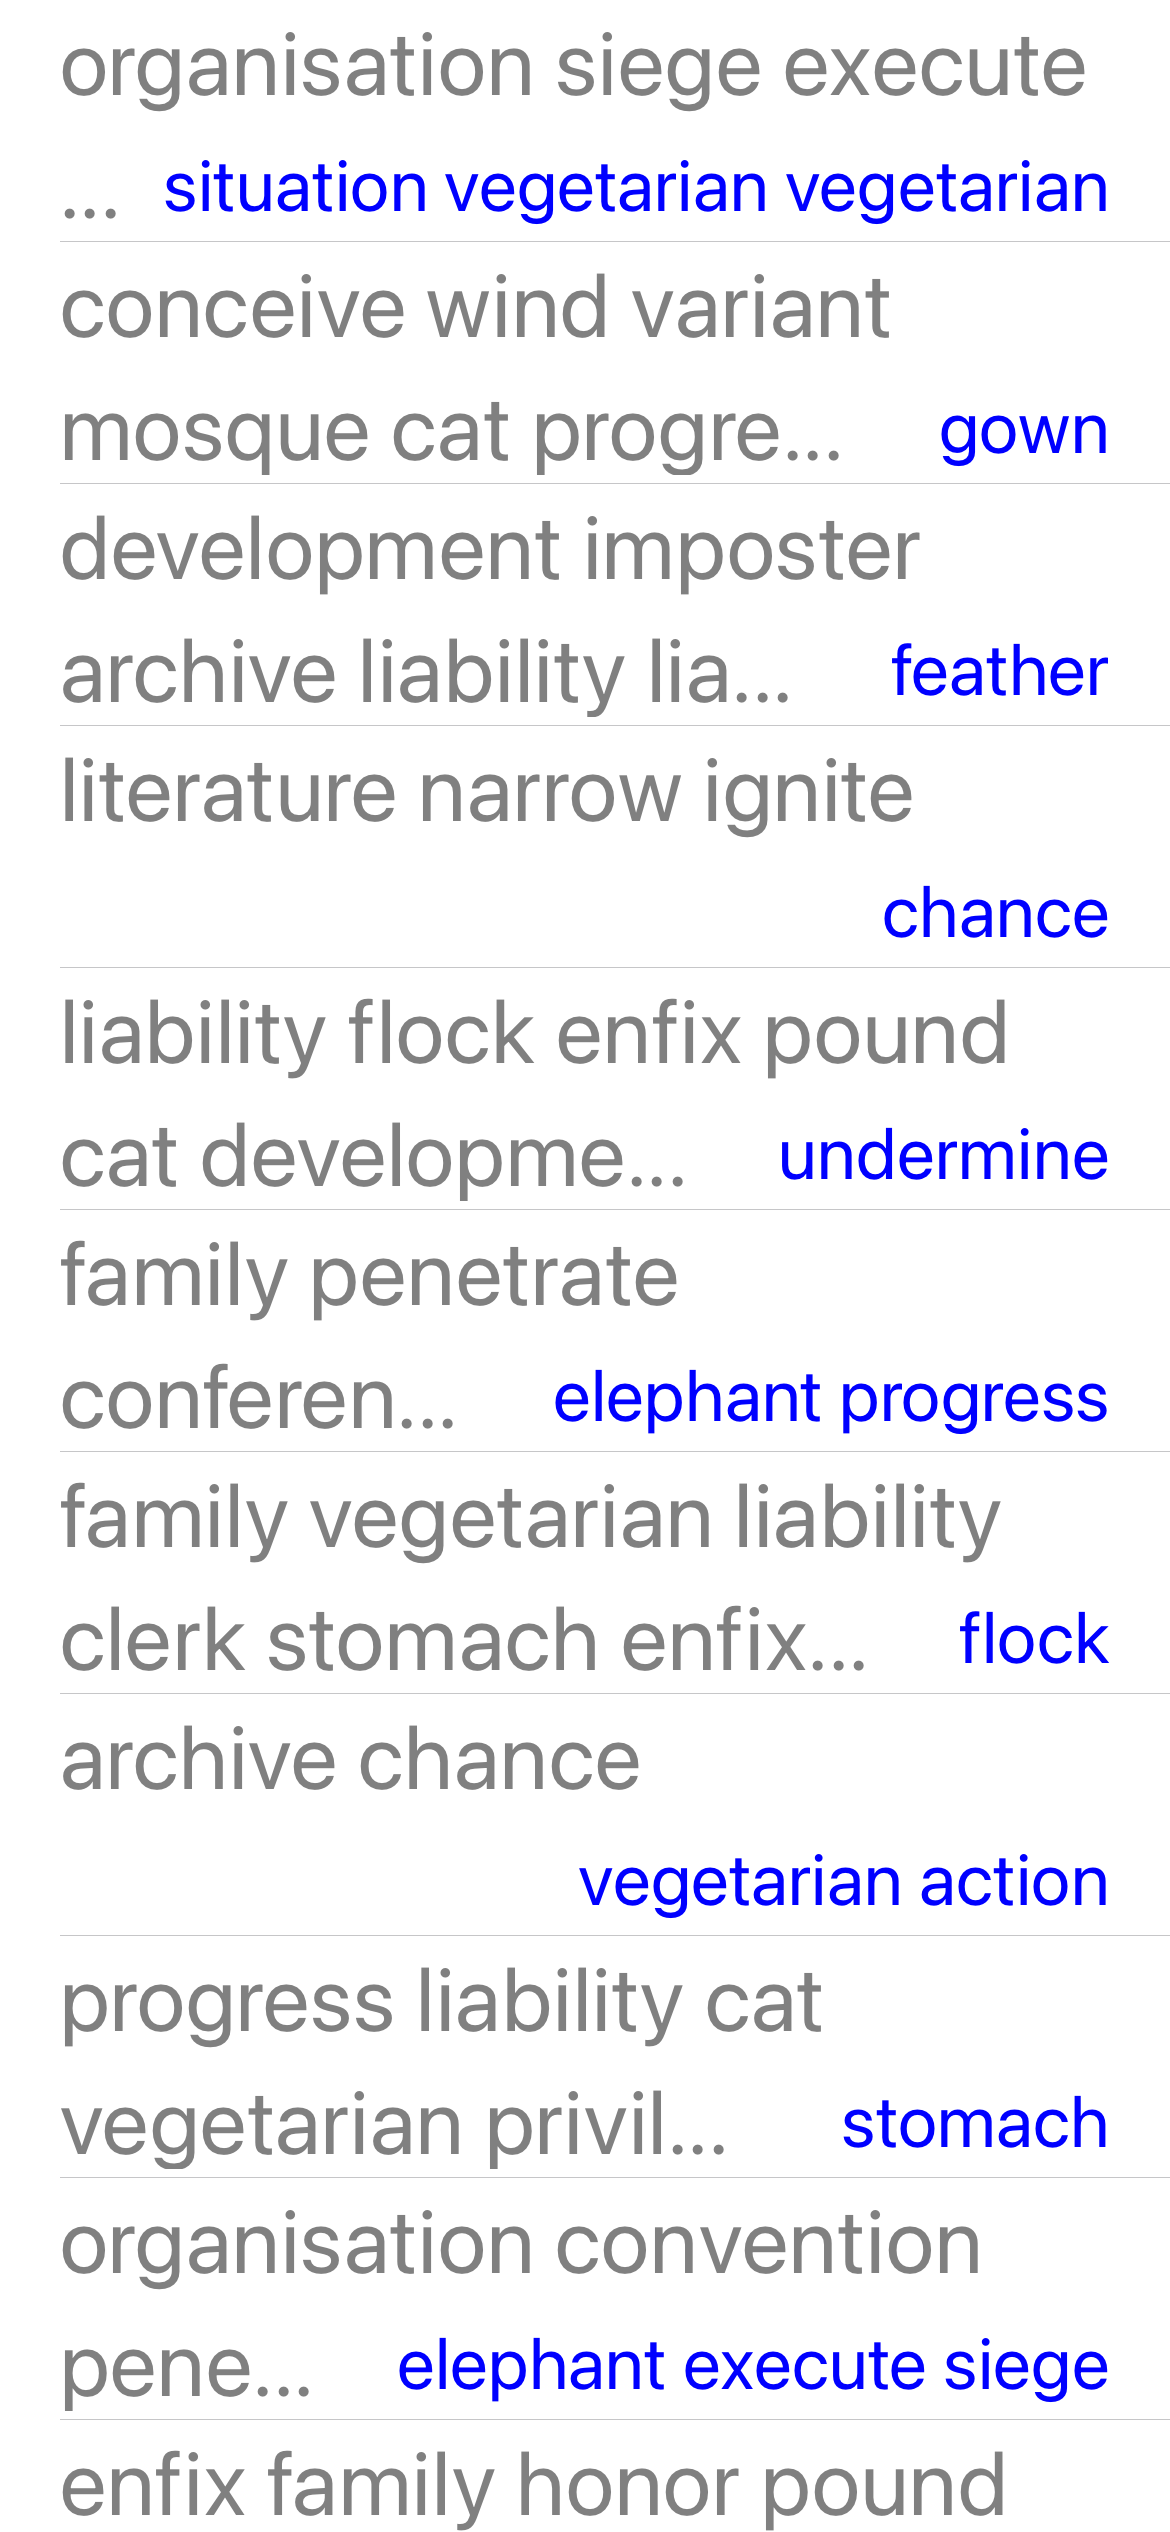 organisation siege execute
... situation vegetarian vegetarian
conceive wind variant
mosque cat progre... gown
development imposter
archive liability lia... feather
literature narrow ignite
chance
liability flock enfix pound
cat developme... undermine
family penetrate
conferen... elephant progress
family vegetarian liability
clerk stomach enfix... flock
archive chance
vegetarian action
progress liability cat
vegetarian privil... stomach
organisation convention
pene... elephant execute siege
enfix family honor pound